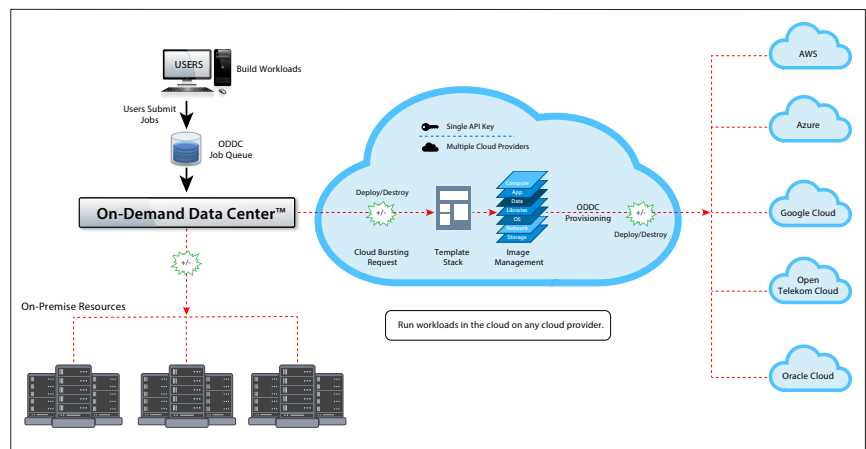 USERS
Build Workloads
Users Submit
Jobs
ODDC
Job Queue
On-Demand Data Center™
+/-
On-Premise Resources
Single API Key
Multiple Cloud Providers
Deploy/Destroy
+/-
Cloud Bursting
Request
Template
Stack
Compute
App
Data
Libraries
OS
Network
Storage
Image
Management
ODDC
Provisioning
+/-
Deploy/Destroy
Run workloads in the cloud on any cloud provider.
AWS
Azure
Google Cloud
Open
Telekom Cloud
Oracle Cloud